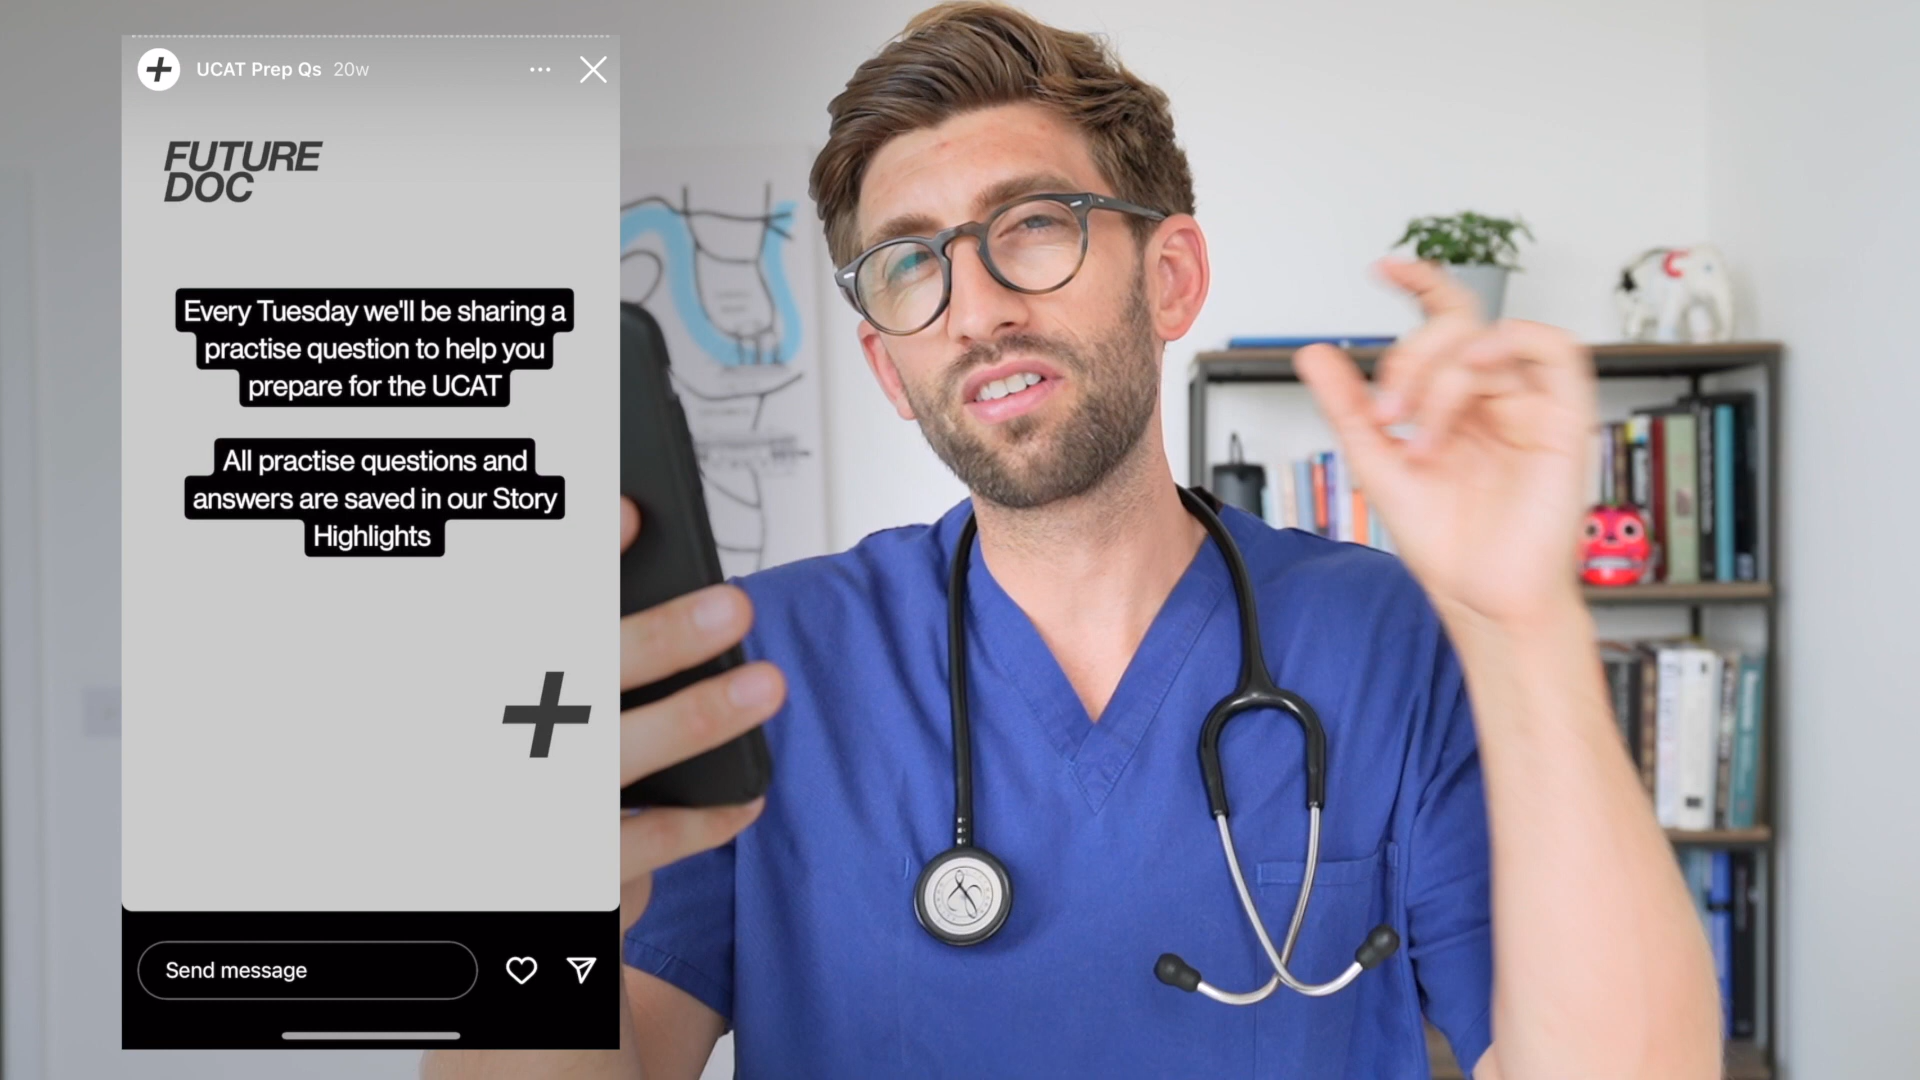 UCAT Prep Qs 20w
FUTURE
DOC
Every Tuesday we'll be sharing a
practise question to help you
prepare for the UCAT
All practise questions and
answers are saved in our Story
Highlights
Send message